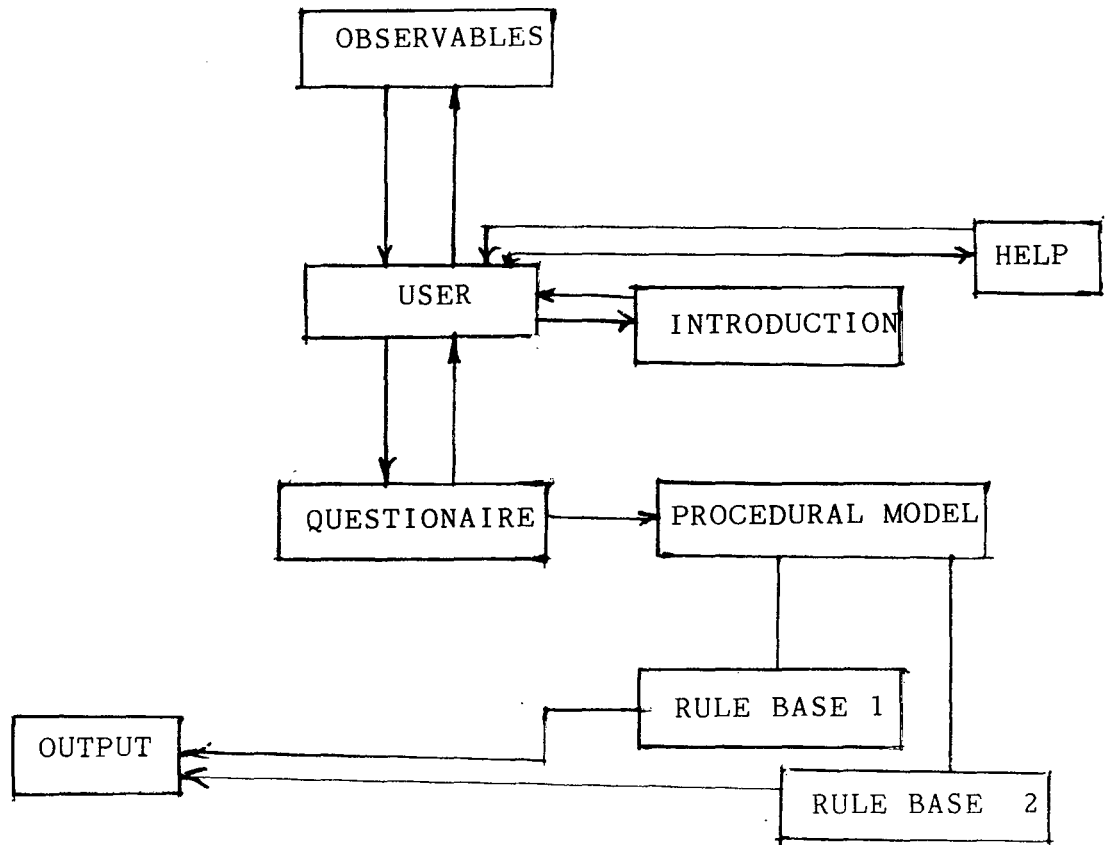 OBSERVABLES
HELP
USER
INTRODUCTION
QUESTIONAIRE
PROCEDURAL MODEL
RULE BASE 1
OUTPUT
RULE BASE 2